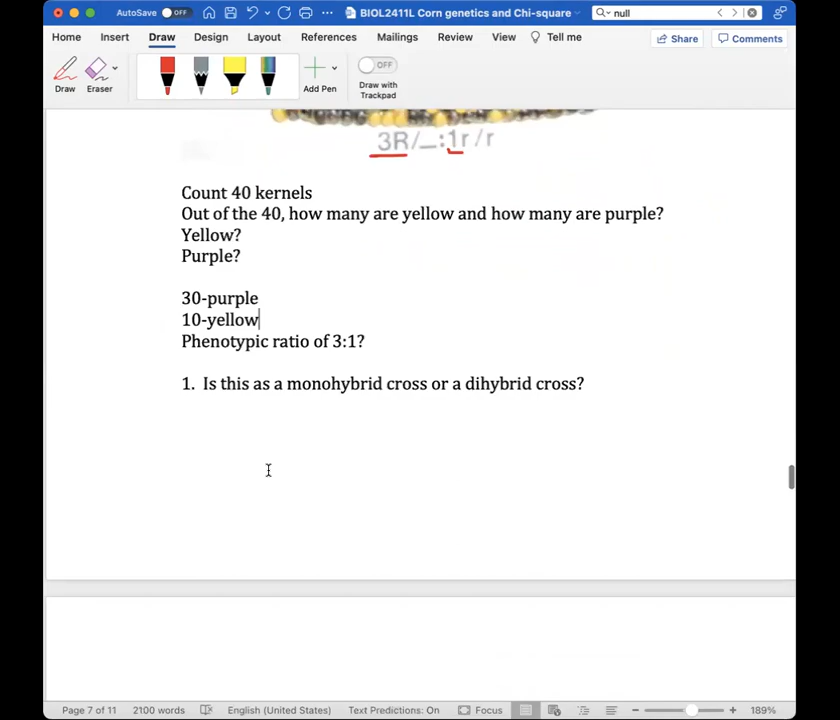 AutoSave OFF BIOL2411L Corn genetics and Chi-square null
Home Insert Draw Design Layout References Mailings Review View Tell me Share Comments
OFF
Draw Eraser Add Pen Draw with
Trackpad
3R/_:1r/r
Count 40 kernels
Out of the 40, how many are yellow and how many are purple?
Yellow?
Purple?
30-purple
10-yellow
Phenotypic ratio of 3:1?
1. Is this as a monohybrid cross or a dihybrid cross?
Page 7 of 11 2100 words English (United States) Text Predictions: On Focus 189%